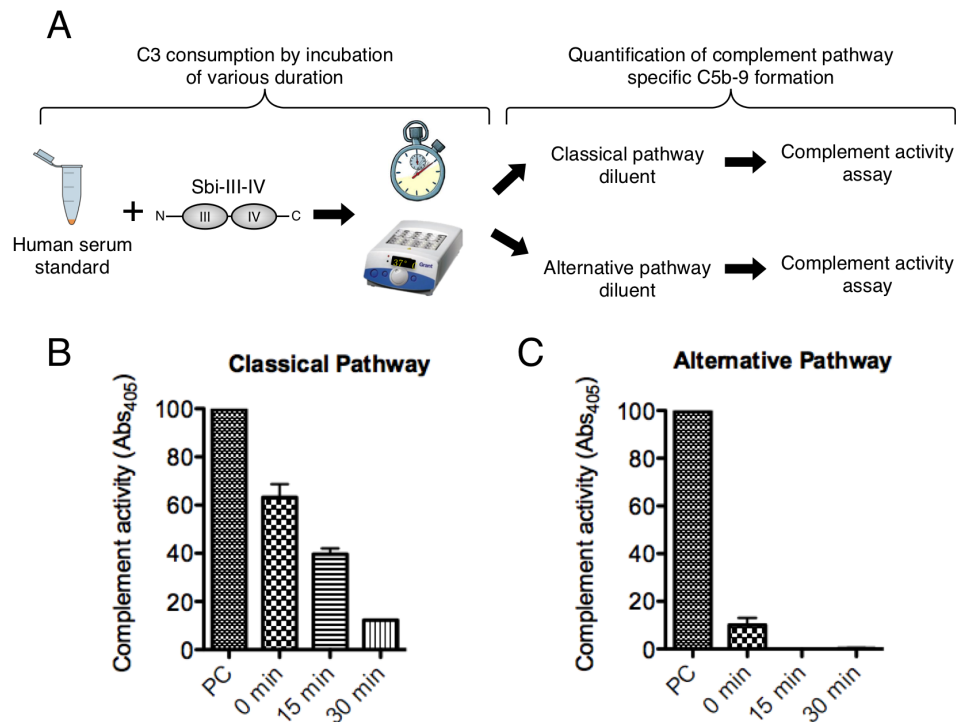 A
C3 consumption by incubation
of various duration
Quantification of complement pathway
specific C5b-9 formation
Sbi-III-IV
N
III
IV
C
+
Human serum
standard
37°
Grant
Classical pathway
diluent
Complement activity
assay
Alternative pathway
diluent
Complement activity
assay
B
Classical Pathway
Complement activity (Abs405)
100
80
60
40
20
0
PC
0 min
15 min
30 min
C
Alternative Pathway
Complement activity (Abs405)
100
80
60
40
20
0
PC
0 min
15 min
30 min